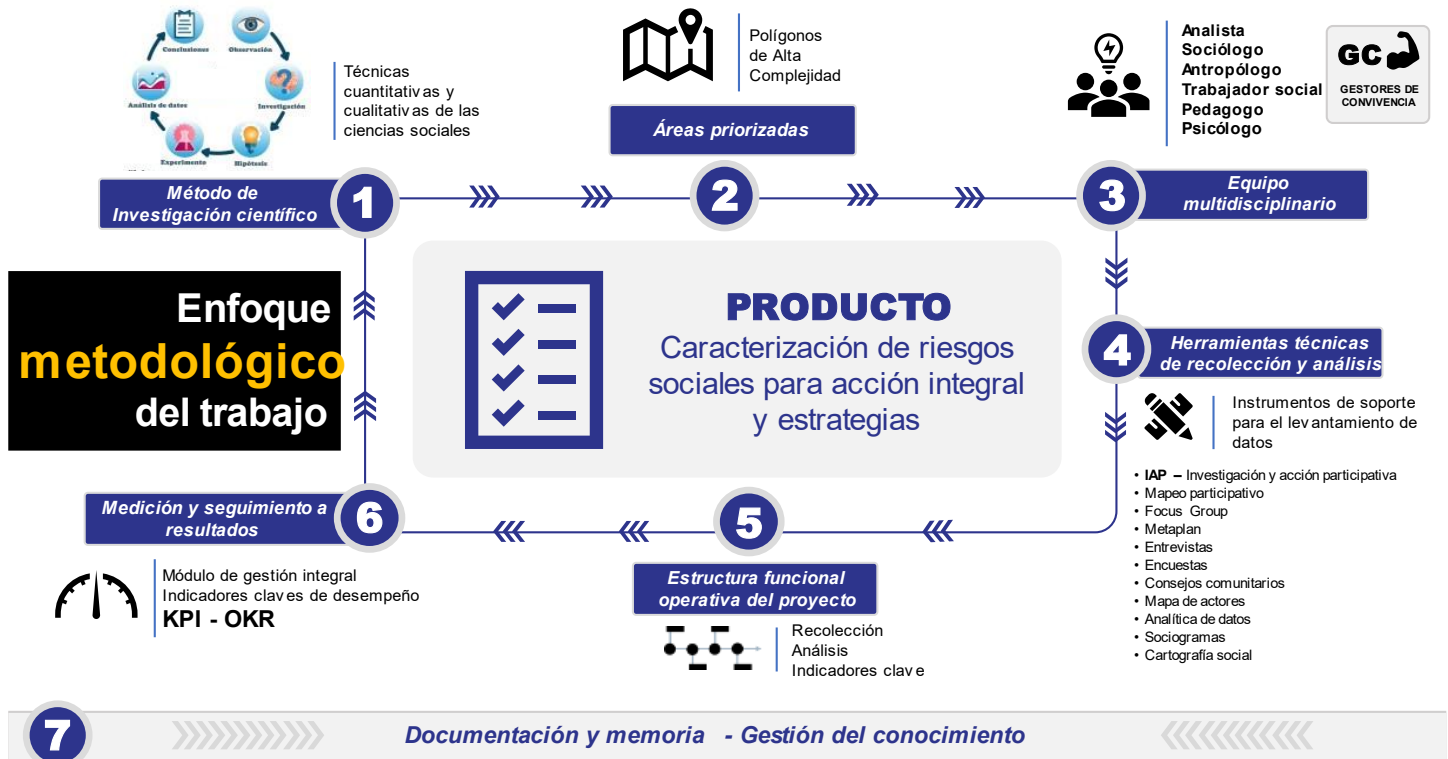 Conclusiones
Observación
Análisis de datos
Investigación
Experimento
Hipótesis
Técnicas
cuantitativas y
cualitativas de las
ciencias sociales
Método de
Investigación científico
1
Polígonos
de Alta
Complejidad
Áreas priorizadas
2
Analista
Sociólogo
Antropólogo
Trabajador social
Pedagogo
Psicólogo
GC
GESTORES DE
CONVIVENCIA
3
Equipo
multidisciplinario
Enfoque
metodológico
del trabajo
PRODUCTO
Caracterización de riesgos
sociales para acción integral
y estrategias
4
Herramientas técnicas
de recolección y análisis
Instrumentos de soporte
para el levantamiento de
datos
• IAP – Investigación y acción participativa
• Mapeo participativo
• Focus Group
• Metaplan
• Entrevistas
• Encuestas
• Consejos comunitarios
• Mapa de actores
• Analítica de datos
• Sociogramas
• Cartografía social
5
Estructura funcional
operativa del proyecto
Recolección
Análisis
Indicadores clave
Medición y seguimiento a
resultados
6
Módulo de gestión integral
Indicadores claves de desempeño
KPI - OKR
7
Documentación y memoria - Gestión del conocimiento